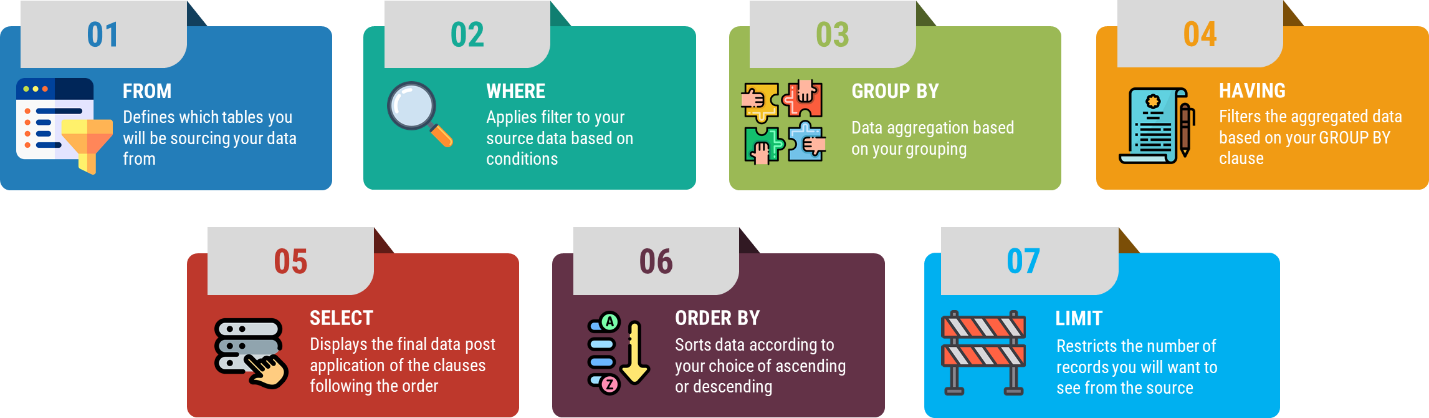 01
FROM
Defines which tables you
will be sourcing your data
from
02
WHERE
Applies filter to your
source data based on
conditions
03
GROUP BY
Data aggregation based
on your grouping
04
HAVING
Filters the aggregated data
based on your GROUP BY
clause
05
SELECT
Displays the final data post
application of the clauses
following the order
06
A
Z
ORDER BY
Sorts data according to
your choice of ascending
or descending
07
LIMIT
Restricts the number of
records you will want to
see from the source